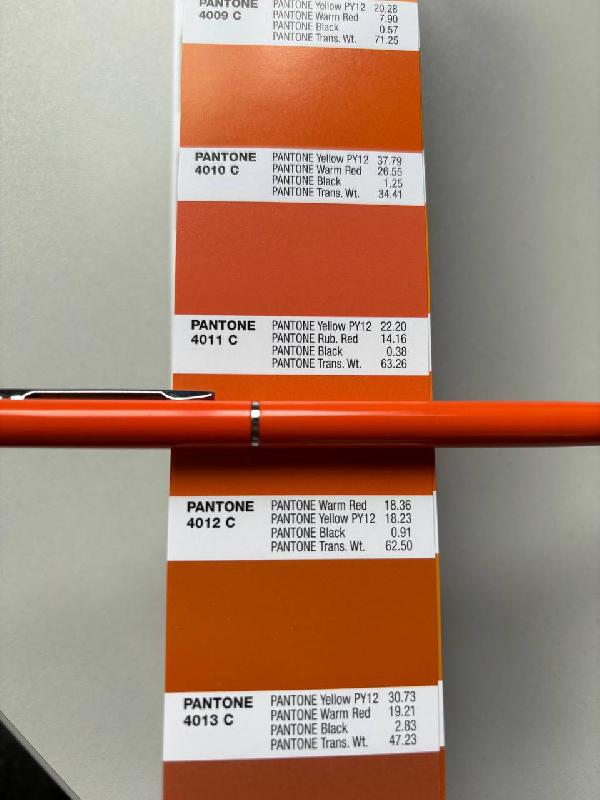 PANTONE
4009 C
PANTONE Yellow PY12 20.28
PANTONE Warm Red 7.90
PANTONE Black 0.57
PANTONE Trans. Wt. 71.25
PANTONE
4010 C
PANTONE Yellow PY12 37.79
PANTONE Warm Red 26.55
PANTONE Black 1.25
PANTONE Trans. Wt. 34.41
PANTONE
4011 C
PANTONE Yellow PY12 22.20
PANTONE Rub. Red 14.16
PANTONE Black 0.38
PANTONE Trans. Wt. 63.26
PANTONE
4012 C
PANTONE Warm Red 18.36
PANTONE Yellow PY12 18.23
PANTONE Black 0.91
PANTONE Trans. Wt. 62.50
PANTONE
4013 C
PANTONE Yellow PY12 30.73
PANTONE Warm Red 19.21
PANTONE Black 2.83
PANTONE Trans. Wt. 47.23